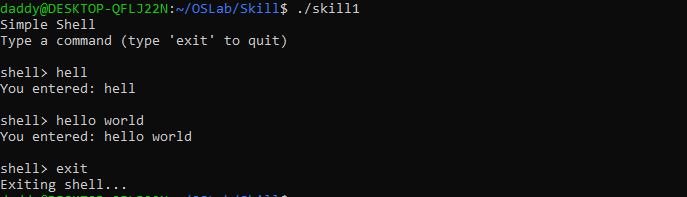 daddy@DESKTOP-QFLJ22N:~/OSLab/Skill$ ./skill1
Simple Shell
Type a command (type 'exit' to quit)
shell> hell
You entered: hell
shell> hello world
You entered: hello world
shell> exit
Exiting shell...